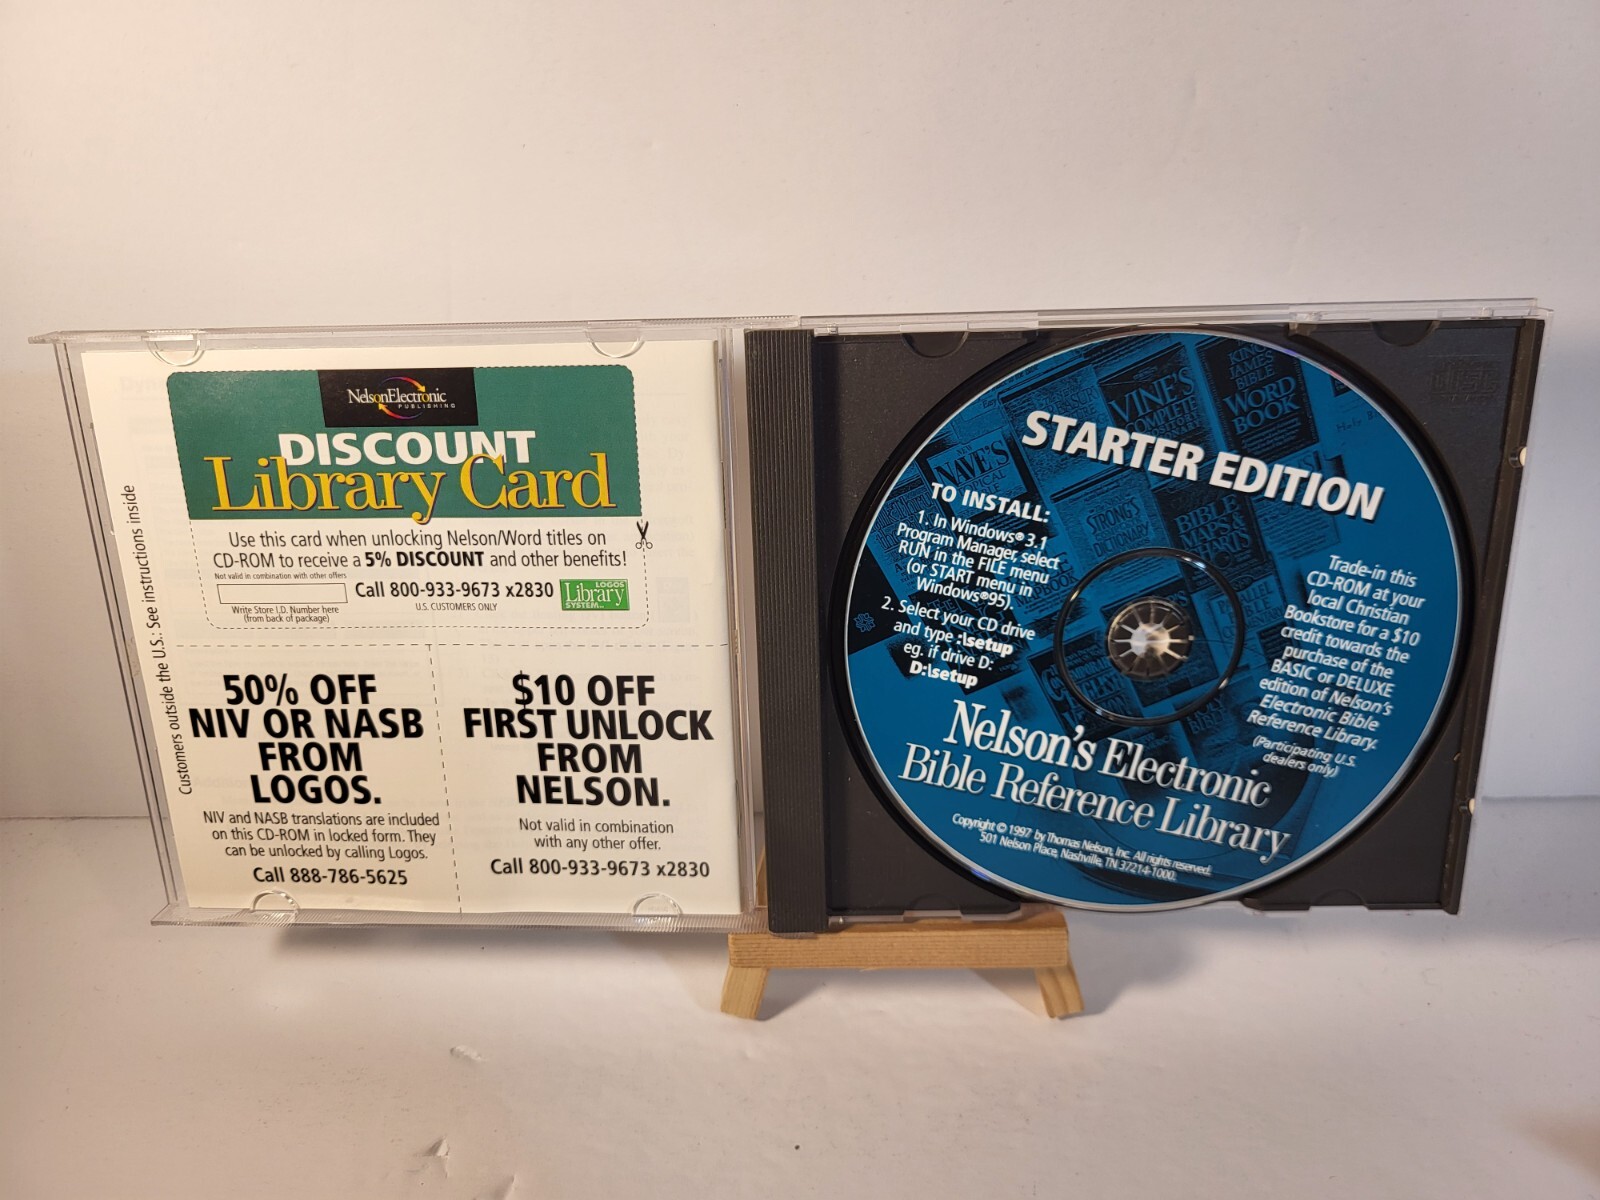 Customers outside the U.S.: See instructions inside
NelsonElectronic
PUBLISHING
DISCOUNT
Library Card
Use this card when unlocking Nelson/Word titles on
CD-ROM to receive a 5% DISCOUNT and other benefits!
Not valid in combination with other offers
Call 800-933-9673 x2830
U.S. CUSTOMERS ONLY
LOGOS
Library
SYSTEM
Write Store I.D. Number here
(from back of package)
50% OFF
NIV OR NASB
FROM
LOGOS.
NIV and NASB translations are included
on this CD-ROM in locked form. They
can be unlocked by calling Logos.
Call 888-786-5625
$10 OFF
FIRST UNLOCK
FROM
NELSON.
Not valid in combination
with any other offer.
Call 800-933-9673 x2830
STARTER EDITION
VINE'S
COMPLETE
KING
JAMES
BIBLE
WORD
BOOK
NAVE'S
STRONG'S
DICTIONARY
BIBLE
MAPS &
CHARTS
TO INSTALL:
1. In Windows® 3.1
Program Manager, select
RUN in the FILE menu
(or START menu in
Windows®95).
2. Select your CD drive
and type :\setup
eg. if drive D:
D:\setup
Trade-in this
CD-ROM at your
local Christian
Bookstore for a $10
credit towards the
purchase of the
BASIC or DELUXE
edition of Nelson's
Electronic Bible
Reference Library.
(Participating U.S.
dealers only)
Nelson's Electronic
Bible Reference Library
Copyright © 1997 by Thomas Nelson, Inc. All rights reserved.
501 Nelson Place, Nashville, TN 37214-1000.